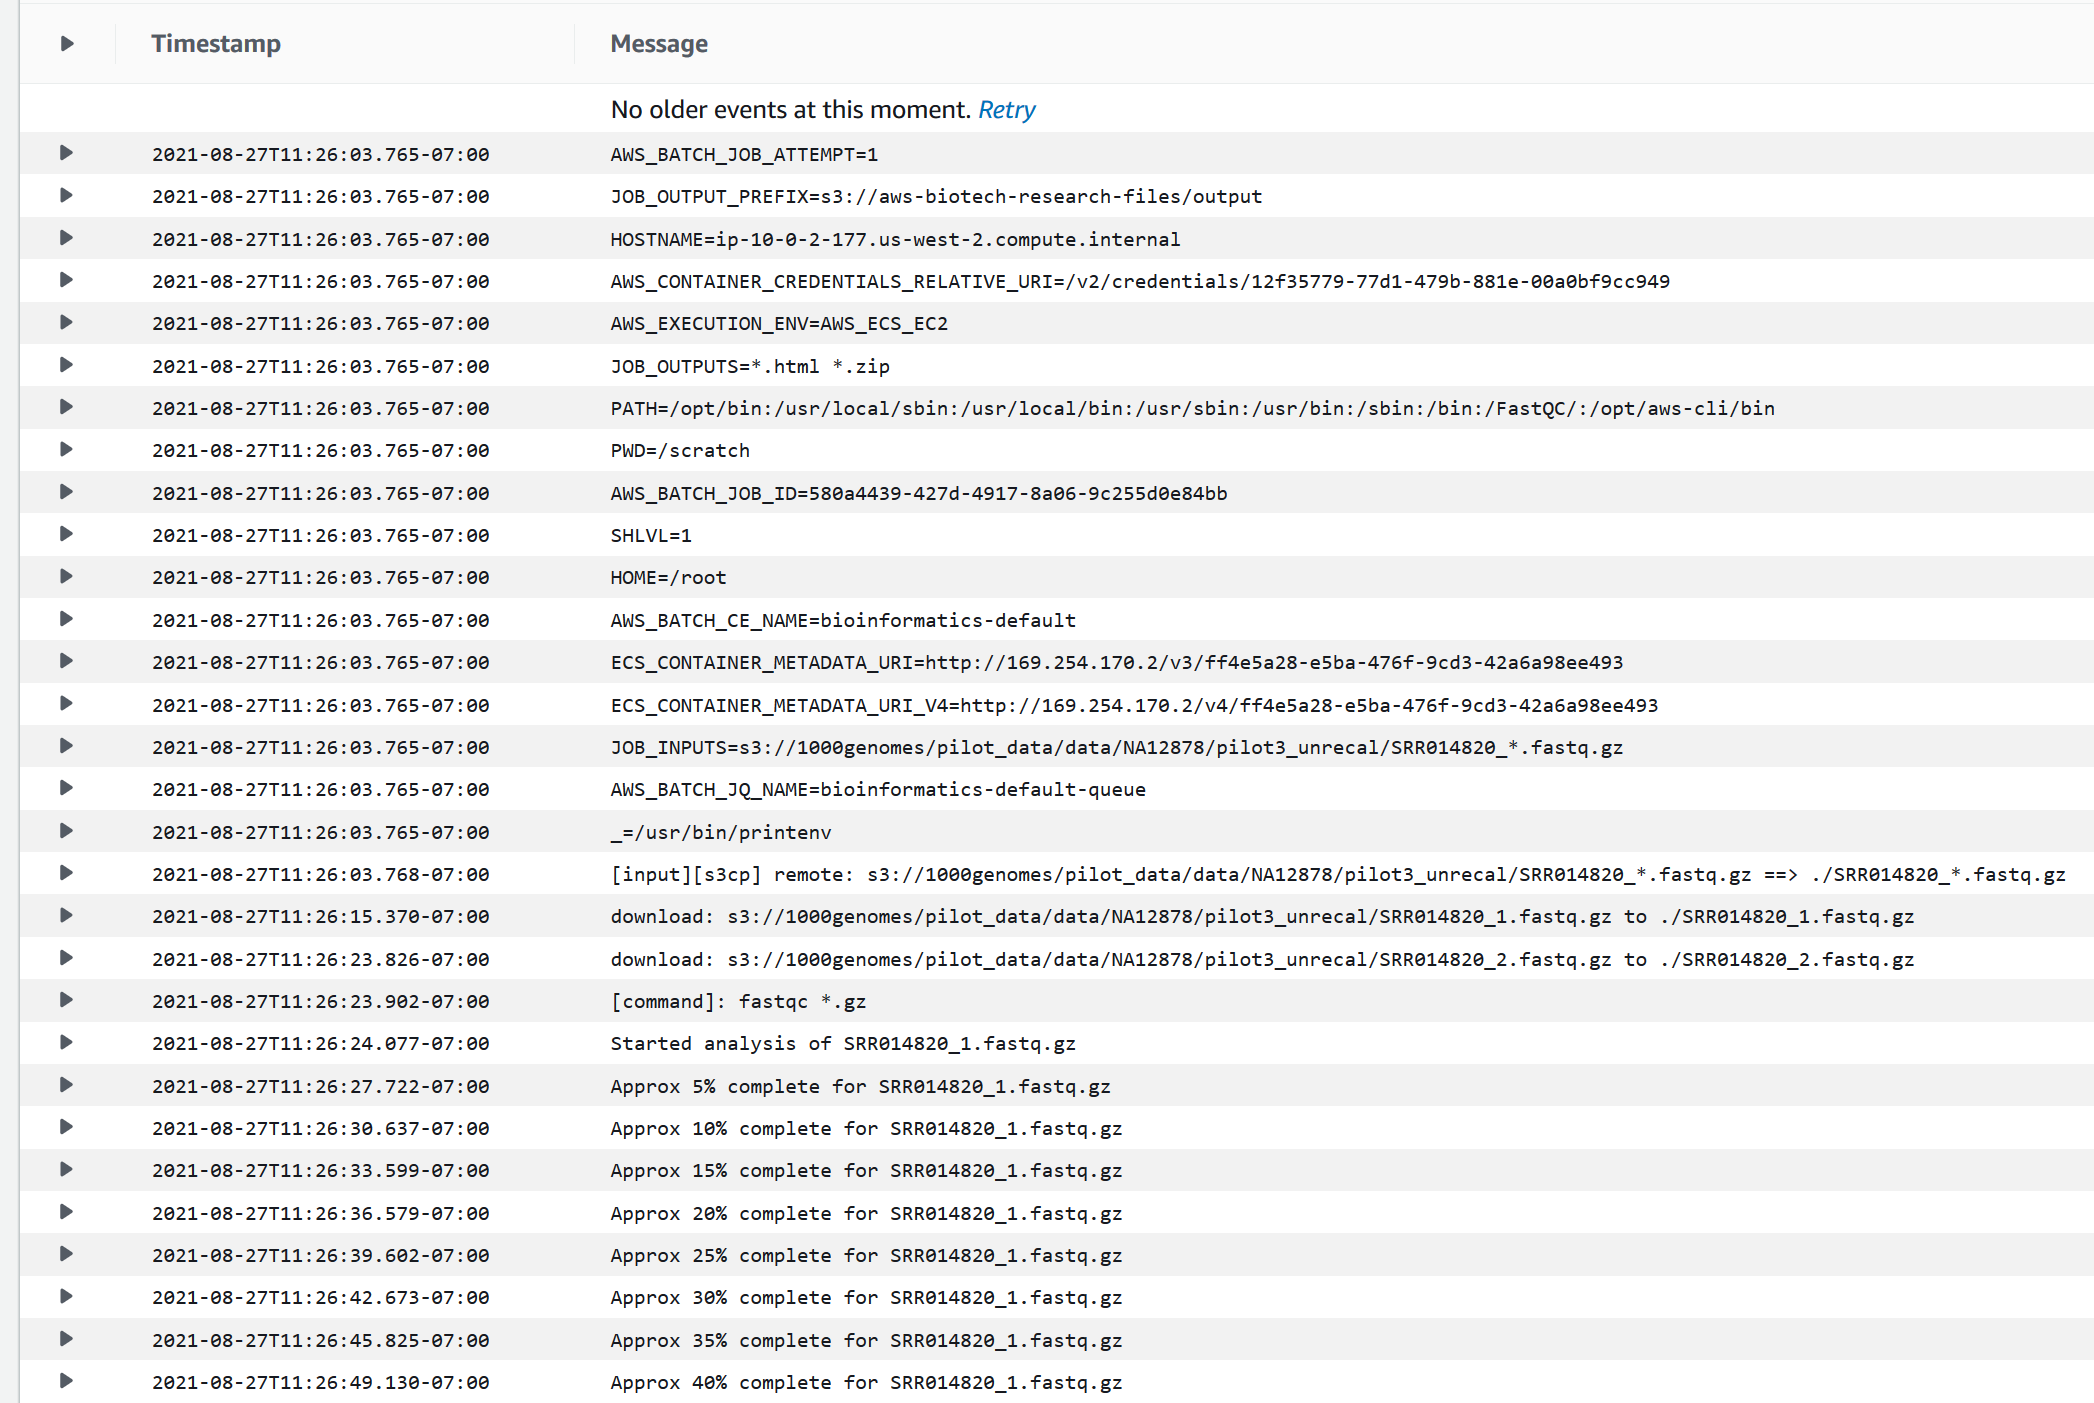 Timestamp Message
No older events at this moment. Retry
2021-08-27T11:26:03.765-07:00 AWS_BATCH_JOB_ATTEMPT=1
2021-08-27T11:26:03.765-07:00 JOB_OUTPUT_PREFIX=s3://aws-biotech-research-files/output
2021-08-27T11:26:03.765-07:00 HOSTNAME=ip-10-0-2-177.us-west-2.compute.internal
2021-08-27T11:26:03.765-07:00 AWS_CONTAINER_CREDENTIALS_RELATIVE_URI=/v2/credentials/12f35779-77d1-479b-881e-00a0bf9cc949
2021-08-27T11:26:03.765-07:00 AWS_EXECUTION_ENV=AWS_ECS_EC2
2021-08-27T11:26:03.765-07:00 JOB_OUTPUTS=*.html *.zip
2021-08-27T11:26:03.765-07:00 PATH=/opt/bin:/usr/local/sbin:/usr/local/bin:/usr/sbin:/usr/bin:/sbin:/bin:/FastQC/:/opt/aws-cli/bin
2021-08-27T11:26:03.765-07:00 PWD=/scratch
2021-08-27T11:26:03.765-07:00 AWS_BATCH_JOB_ID=580a4439-427d-4917-8a06-9c255d0e84bb
2021-08-27T11:26:03.765-07:00 SHLVL=1
2021-08-27T11:26:03.765-07:00 HOME=/root
2021-08-27T11:26:03.765-07:00 AWS_BATCH_CE_NAME=bioinformatics-default
2021-08-27T11:26:03.765-07:00 ECS_CONTAINER_METADATA_URI=http://169.254.170.2/v3/ff4e5a28-e5ba-476f-9cd3-42a6a98ee493
2021-08-27T11:26:03.765-07:00 ECS_CONTAINER_METADATA_URI_V4=http://169.254.170.2/v4/ff4e5a28-e5ba-476f-9cd3-42a6a98ee493
2021-08-27T11:26:03.765-07:00 JOB_INPUTS=s3://1000genomes/pilot_data/data/NA12878/pilot3_unrecal/SRR014820_*.fastq.gz
2021-08-27T11:26:03.765-07:00 AWS_BATCH_JQ_NAME=bioinformatics-default-queue
2021-08-27T11:26:03.765-07:00 _=/usr/bin/printenv
2021-08-27T11:26:03.768-07:00 [input][s3cp] remote: s3://1000genomes/pilot_data/data/NA12878/pilot3_unrecal/SRR014820_*.fastq.gz ==> ./SRR014820_*.fastq.gz
2021-08-27T11:26:15.370-07:00 download: s3://1000genomes/pilot_data/data/NA12878/pilot3_unrecal/SRR014820_1.fastq.gz to ./SRR014820_1.fastq.gz
2021-08-27T11:26:23.826-07:00 download: s3://1000genomes/pilot_data/data/NA12878/pilot3_unrecal/SRR014820_2.fastq.gz to ./SRR014820_2.fastq.gz
2021-08-27T11:26:23.902-07:00 [command]: fastqc *.gz
2021-08-27T11:26:24.077-07:00 Started analysis of SRR014820_1.fastq.gz
2021-08-27T11:26:27.722-07:00 Approx 5% complete for SRR014820_1.fastq.gz
2021-08-27T11:26:30.637-07:00 Approx 10% complete for SRR014820_1.fastq.gz
2021-08-27T11:26:33.599-07:00 Approx 15% complete for SRR014820_1.fastq.gz
2021-08-27T11:26:36.579-07:00 Approx 20% complete for SRR014820_1.fastq.gz
2021-08-27T11:26:39.602-07:00 Approx 25% complete for SRR014820_1.fastq.gz
2021-08-27T11:26:42.673-07:00 Approx 30% complete for SRR014820_1.fastq.gz
2021-08-27T11:26:45.825-07:00 Approx 35% complete for SRR014820_1.fastq.gz
2021-08-27T11:26:49.130-07:00 Approx 40% complete for SRR014820_1.fastq.gz